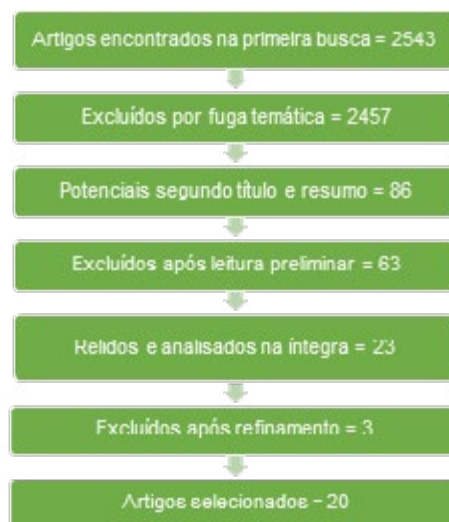 Artigos encontrados na primeira busca = 2543
Excluídos por fuga temática = 2457
Potenciais segundo título e resumo = 86
Excluídos após leitura preliminar = 63
Relidos e analisados na íntegra = 23
Excluídos após refinamento = 3
Artigos selecionados = 20